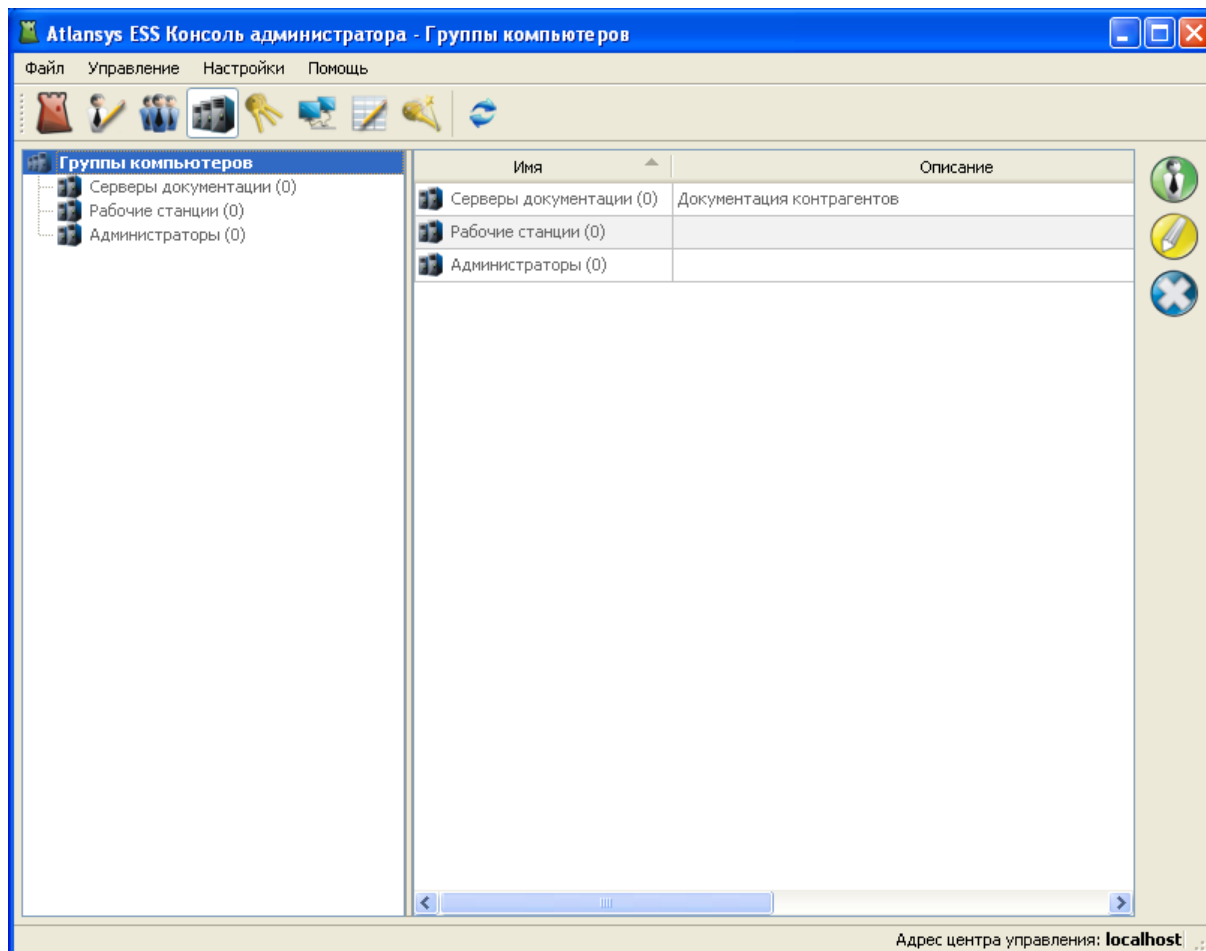 Atlansys ESS Консоль администратора - Группы компьютеров
Файл Управление Настройки Помощь
Группы компьютеров
Серверы документации (0)
Рабочие станции (0)
Администраторы (0)
Имя Описание
Серверы документации (0) Документация контрагентов
Рабочие станции (0)
Администраторы (0)
Адрес центра управления: localhost